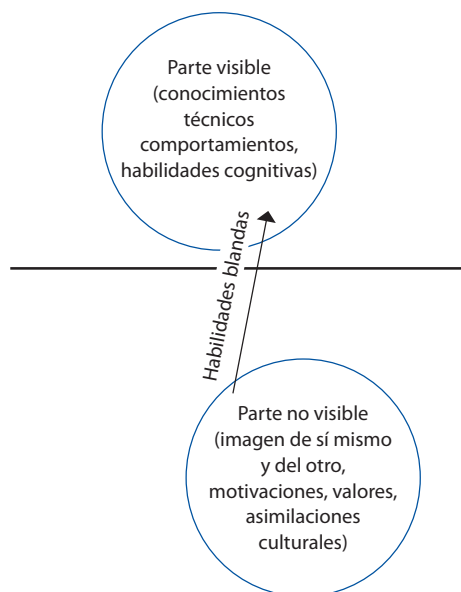 Parte visible
(conocimientos
técnicos
comportamientos,
habilidades cognitivas)
Habilidades blandas
Parte no visible
(imagen de sí mismo
y del otro,
motivaciones, valores,
asimilaciones
culturales)